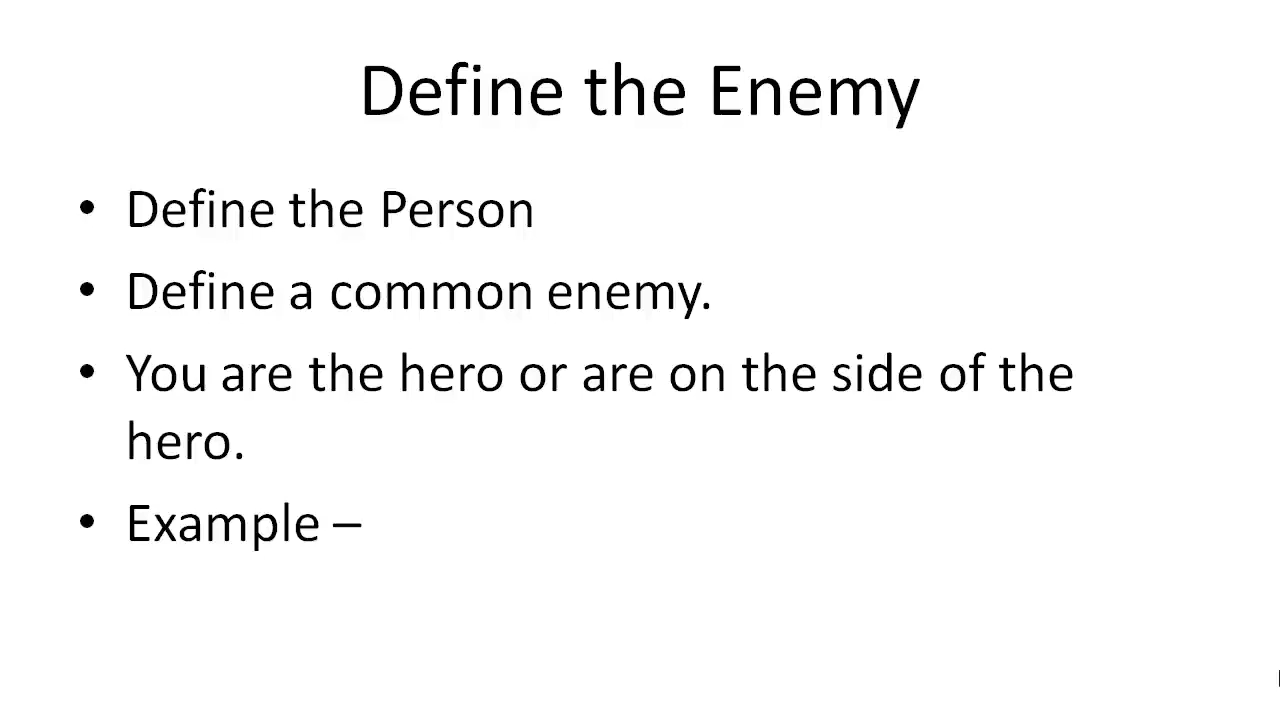 Define the Enemy
• Define the Person
• Define a common enemy.
• You are the hero or are on the side of the
hero.
• Example –